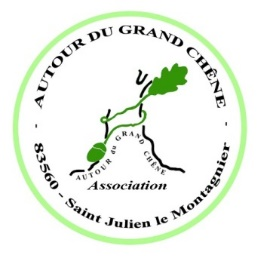 - AUTOUR DU GRAND CHÊNE -
AUTOUR du GRAND CHÊNE
Association
83560 - Saint Julien le Montagnier